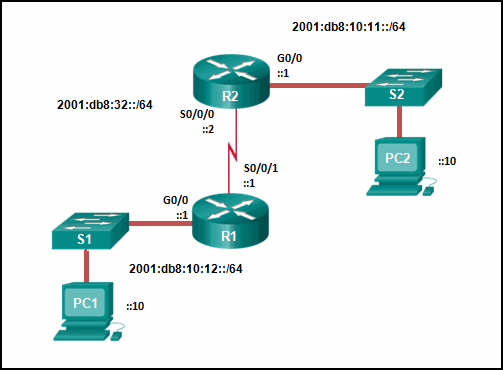 2001:db8:10:11::/64
G0/0
::1
R2
S2
2001:db8:32::/64
S0/0/0
::2
PC2
::10
S0/0/1
::1
G0/0
::1
R1
S1
2001:db8:10:12::/64
PC1
::10